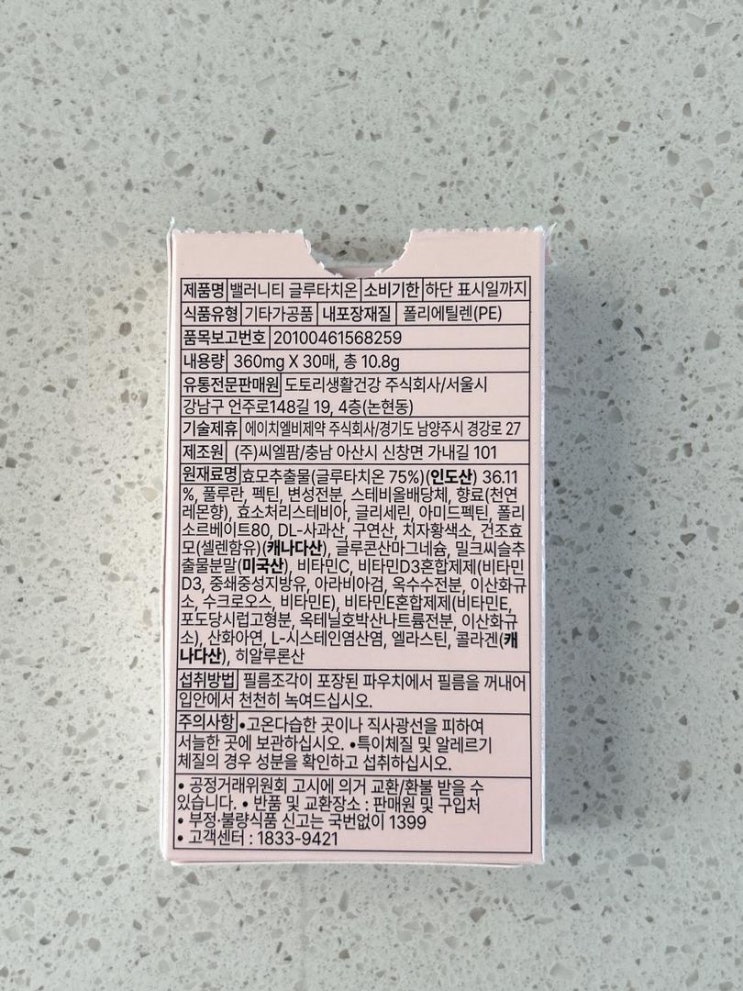 제품명 밸러니티 글루타치온 소비기한 하단 표시일까지
식품유형 기타가공품 내포장재질 폴리에틸렌(PE)
품목보고번호 20100461568259
내용량 360mg X 30매, 총 10.8g
유통전문판매원 도토리생활건강 주식회사/서울시
강남구 언주로148길 19, 4층(논현동)
기술제휴 에이치엘비제약 주식회사/경기도 남양주시 경강로 27
제조원 (주)씨엘팜/충남 아산시 신창면 가내길 101
원재료명 효모추출물(글루타치온 75%)(인도산) 36.11
%, 풀루란, 펙틴, 변성전분, 스테비올배당체, 향료(천연
레몬향), 효소처리스테비아, 글리세린, 아미드펙틴, 폴리
소르베이트80, DL-사과산, 구연산, 치자황색소, 건조효
모(셀렌함유)(캐나다산), 글루콘산마그네슘, 밀크씨슬추
출물분말(미국산), 비타민C, 비타민D3혼합제제(비타민
D3, 중쇄중성지방유, 아라비아검, 옥수수전분, 이산화규
소, 수크로오스, 비타민E), 비타민E혼합제제(비타민E,
포도당시럽고형분, 옥테닐호박산나트륨전분, 이산화규
소), 산화아연, L-시스테인염산염, 엘라스틴, 콜라겐(캐
나다산), 히알루론산
섭취방법 필름조각이 포장된 파우치에서 필름을 꺼내어
입안에서 천천히 녹여드십시오.
주의사항 •고온다습한 곳이나 직사광선을 피하여
서늘한 곳에 보관하십시오. •특이체질 및 알레르기
체질의 경우 성분을 확인하고 섭취하십시오.
• 공정거래위원회 고시에 의거 교환/환불 받을 수
있습니다. • 반품 및 교환장소 : 판매원 및 구입처
• 부정·불량식품 신고는 국번없이 1399
• 고객센터 : 1833-9421